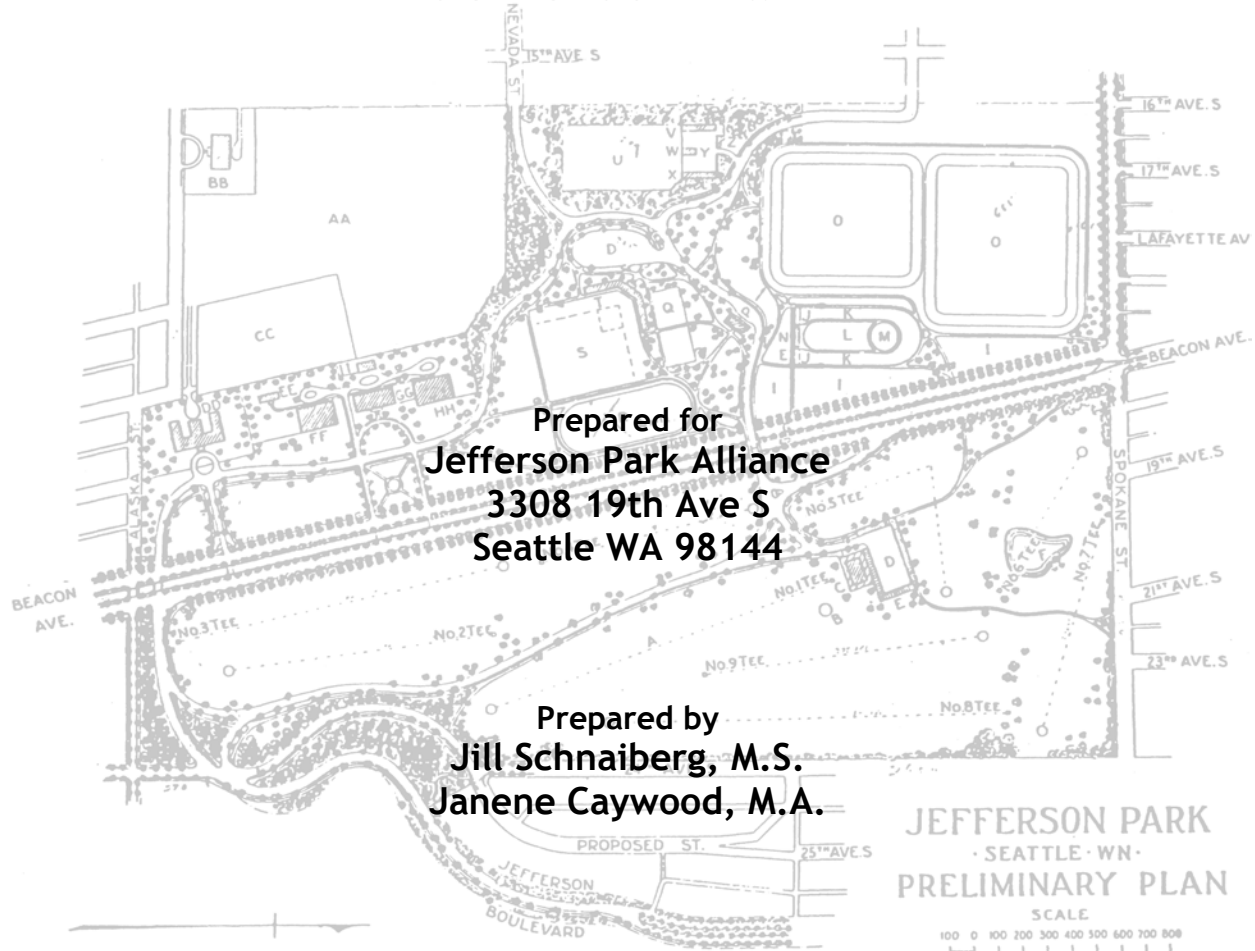 NEVADA ST.
15TH AVE S
16TH AVE. S
17TH AVE. S
LAFAYETTE AV
BEACON AVE.
BB
AA
CC
U
V
W
X
Y
D
O
O
Q
S
N
E
K
L
M
K
I
I
I
EE
FF
GG
HH
Prepared for
Jefferson Park Alliance
3308 19th Ave S
Seattle WA 98144
ALASKA ST.
SPOKANE ST.
19TH AVE. S
21ST AVE. S
23RD AVE. S
BEACON
AVE.
No.5 TEE
No.1 TEE
No.6 TEE
No.7 TEE
F
C
D
B
E
A
No.3 TEE
No.2 TEE
No.9 TEE
No.8 TEE
Prepared by
Jill Schnaiberg, M.S.
Janene Caywood, M.A.
PROPOSED ST.
25TH AVE S
JEFFERSON
BOULEVARD
JEFFERSON PARK
· SEATTLE · WN ·
PRELIMINARY PLAN
SCALE
100 0 100 200 300 400 500 600 700 800